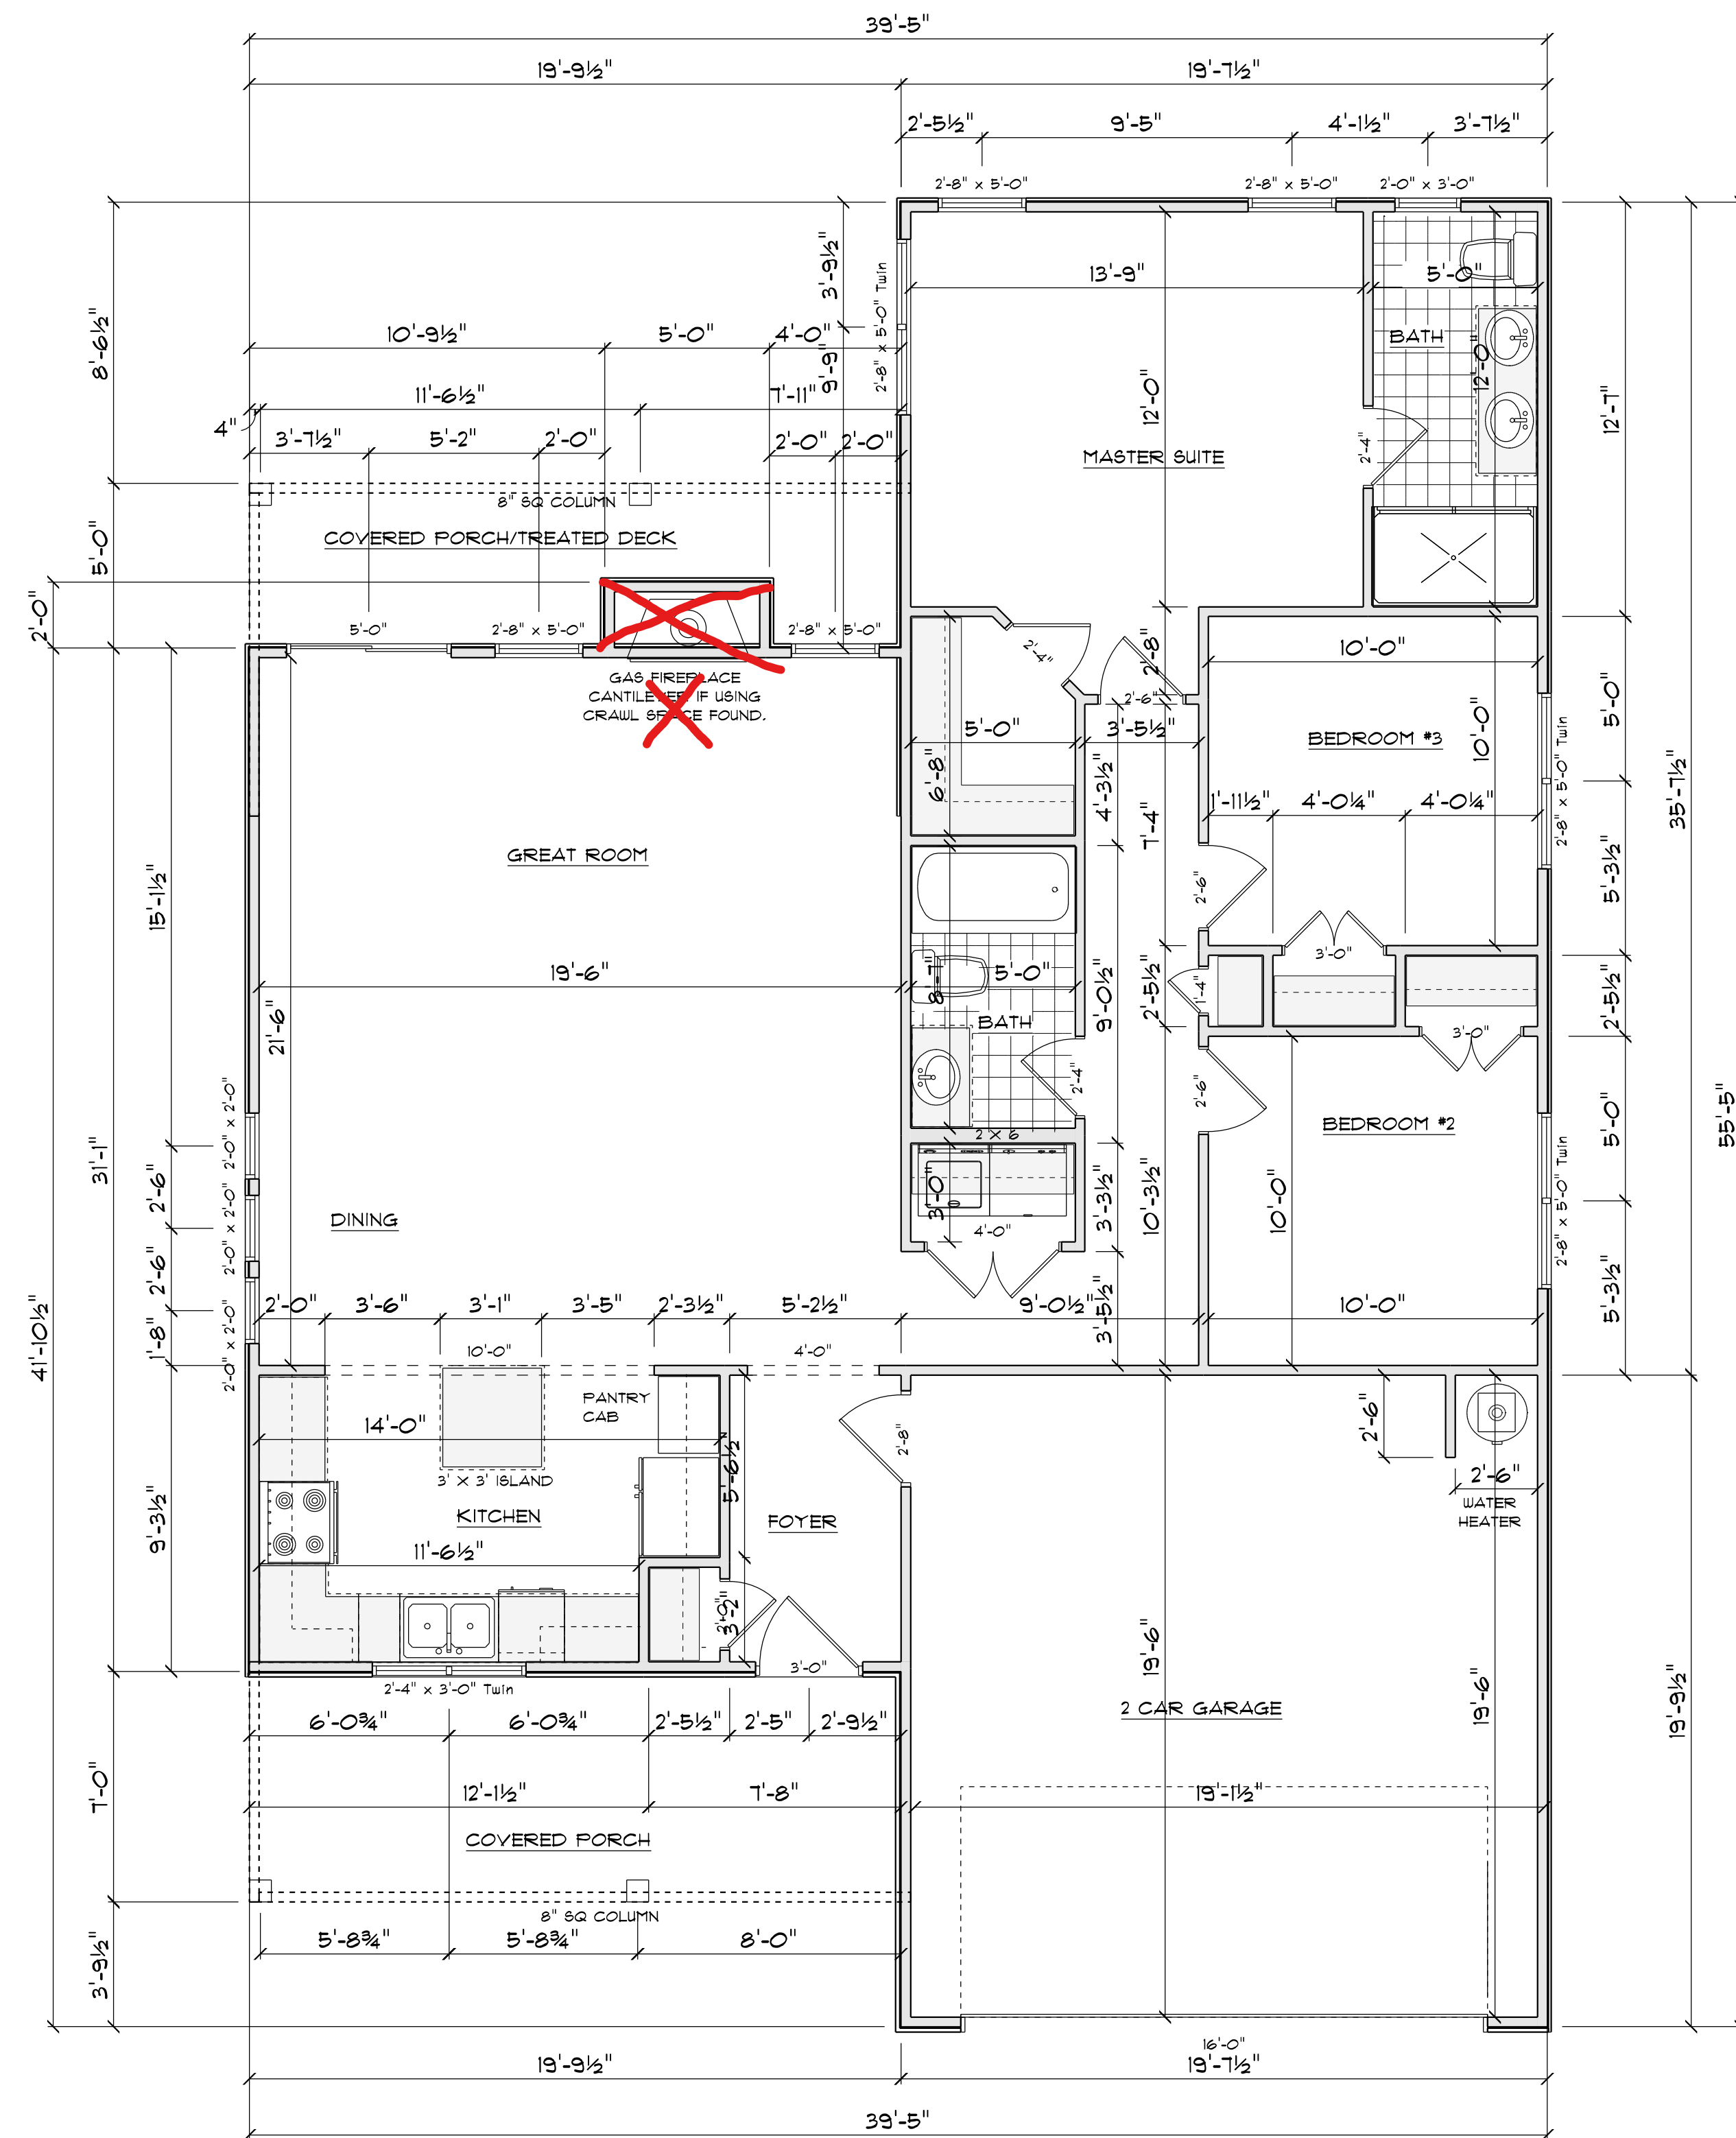 39'-5"
19'-9½" 19'-7½"
2'-5½" 9'-5" 4'-1½" 3'-7½"
2'-8" x 5'-0" 2'-8" x 5'-0" 2'-0" x 3'-0"
8'-6½"
3'-9½"
9'-9"
2'-8" x 5'-0" Twin
13'-9" 5'-0"
10'-9½" 5'-0" 4'-0"
BATH
12'-0"
12'-0"
12'-7"
11'-6½" 7'-11"
4"
3'-7½" 5'-2" 2'-0" 2'-0" 2'-0"
2'-4"
MASTER SUITE
8" SQ COLUMN
COVERED PORCH/TREATED DECK
5'-0"
2'-0"
5'-0" 2'-8" x 5'-0" 2'-8" x 5'-0"
2'-4"
2'-8"
2'-6"
10'-0"
GAS FIREPLACE
CANTILEVER IF USING
CRAWL SPACE FOUND.
5'-0" 3'-5½"
BEDROOM #3
10'-0"
5'-0"
2'-8" x 5'-0" Twin
35'-7½"
6'-8"
4'-3½"
7'-4"
1'-11½" 4'-0¼" 4'-0¼"
GREAT ROOM
15'-1½"
2'-6"
5'-3½"
3'-0"
19'-6"
8'-7"
5'-0"
9'-0½"
2'-5½"
1'-4"
2'-5½"
21'-6"
BATH
3'-0"
2'-4"
2'-6"
BEDROOM #2
5'-0"
55'-5"
2 X 6
31'-1"
2'-0" x 2'-0"
2'-0" x 2'-0"
2'-0" x 2'-0"
2'-6"
2'-6"
1'-8"
DINING
3'-0"
4'-0"
3'-3½"
10'-3½"
10'-0"
2'-8" x 5'-0" Twin
5'-3½"
2'-0" 3'-6" 3'-1" 3'-5" 2'-3½" 5'-2½" 9'-0½" 10'-0"
3'-5½"
41'-10½"
10'-0" 4'-0"
PANTRY
CAB
14'-0"
2'-8"
2'-6"
5'-6½"
3' X 3' ISLAND
2'-6"
WATER
HEATER
KITCHEN
FOYER
9'-3½"
11'-6½"
3'-2"
3'-0"
2'-4" x 3'-0" Twin
19'-6"
19'-6"
19'-9½"
2 CAR GARAGE
6'-0¾" 6'-0¾" 2'-5½" 2'-5" 2'-9½"
7'-0"
12'-1½" 7'-8" 19'-1½"
COVERED PORCH
8" SQ COLUMN
5'-8¾" 5'-8¾" 8'-0"
3'-9½"
16'-0"
19'-9½" 19'-7½"
39'-5"